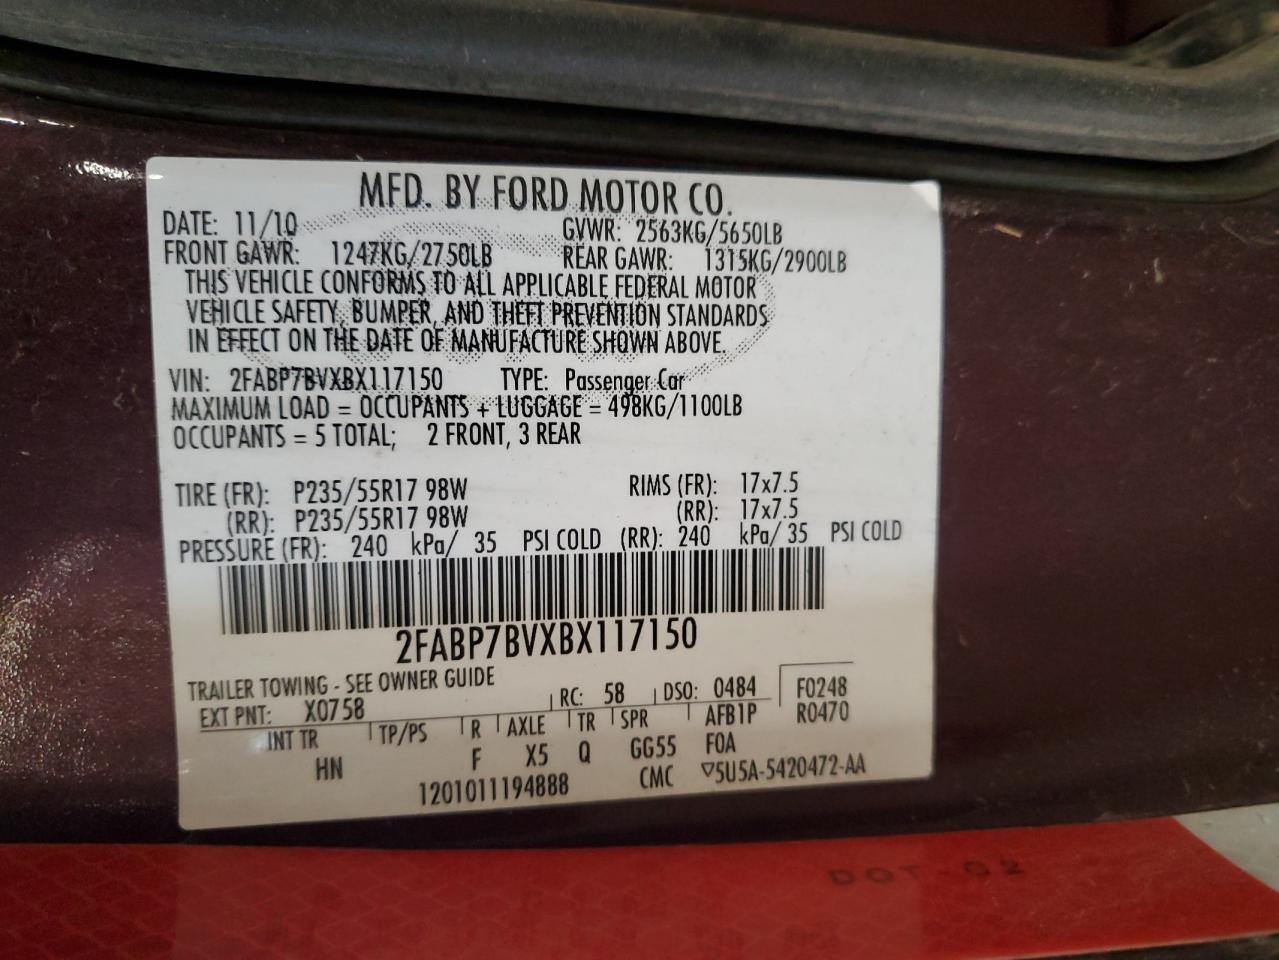 MFD. BY FORD MOTOR CO.
DATE: 11/10 GVWR: 2563KG/5650LB
FRONT GAWR: 1247KG/2750LB REAR GAWR: 1315KG/2900LB
THIS VEHICLE CONFORMS TO ALL APPLICABLE FEDERAL MOTOR
VEHICLE SAFETY, BUMPER, AND THEFT PREVENTION STANDARDS
IN EFFECT ON THE DATE OF MANUFACTURE SHOWN ABOVE.
VIN: 2FABP7BVXBX117150 TYPE: Passenger Car
MAXIMUM LOAD = OCCUPANTS + LUGGAGE = 498KG/1100LB
OCCUPANTS = 5 TOTAL; 2 FRONT, 3 REAR
TIRE (FR): P235/55R17 98W RIMS (FR): 17x7.5
(RR): P235/55R17 98W (RR): 17x7.5
PRESSURE (FR): 240 kPa/ 35 PSI COLD (RR): 240 kPa/ 35 PSI COLD
2FABP7BVXBX117150
TRAILER TOWING - SEE OWNER GUIDE
EXT PNT: X0758 RC: 58 DSO: 0484 F0248
INT TR TP/PS R AXLE TR SPR AFB1P R0470
HN F X5 Q GG55 F0A
1201011194888 CMC ▽5U5A-5420472-AA
DOT-C2